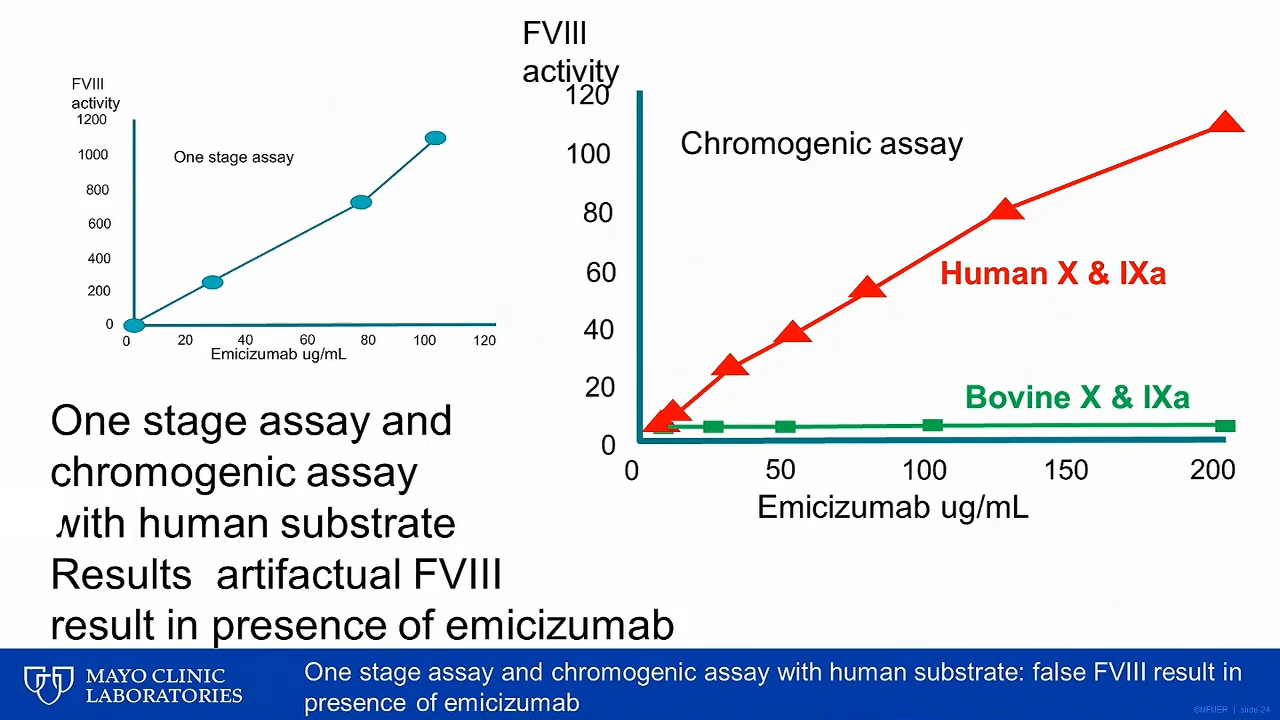 FVIII
activity
1200
1000
800
600
400
200
0
One stage assay
0 20 40 60 80 100 120
Emicizumab ug/mL
FVIII
activity
120
100
80
60
40
20
0
Chromogenic assay
Human X & IXa
Bovine X & IXa
0 50 100 150 200
Emicizumab ug/mL
One stage assay and
chromogenic assay
with human substrate
Results artifactual FVIII
result in presence of emicizumab
MAYO CLINIC
LABORATORIES
One stage assay and chromogenic assay with human substrate: false FVIII result in
presence of emicizumab
©MFMER | slide-24